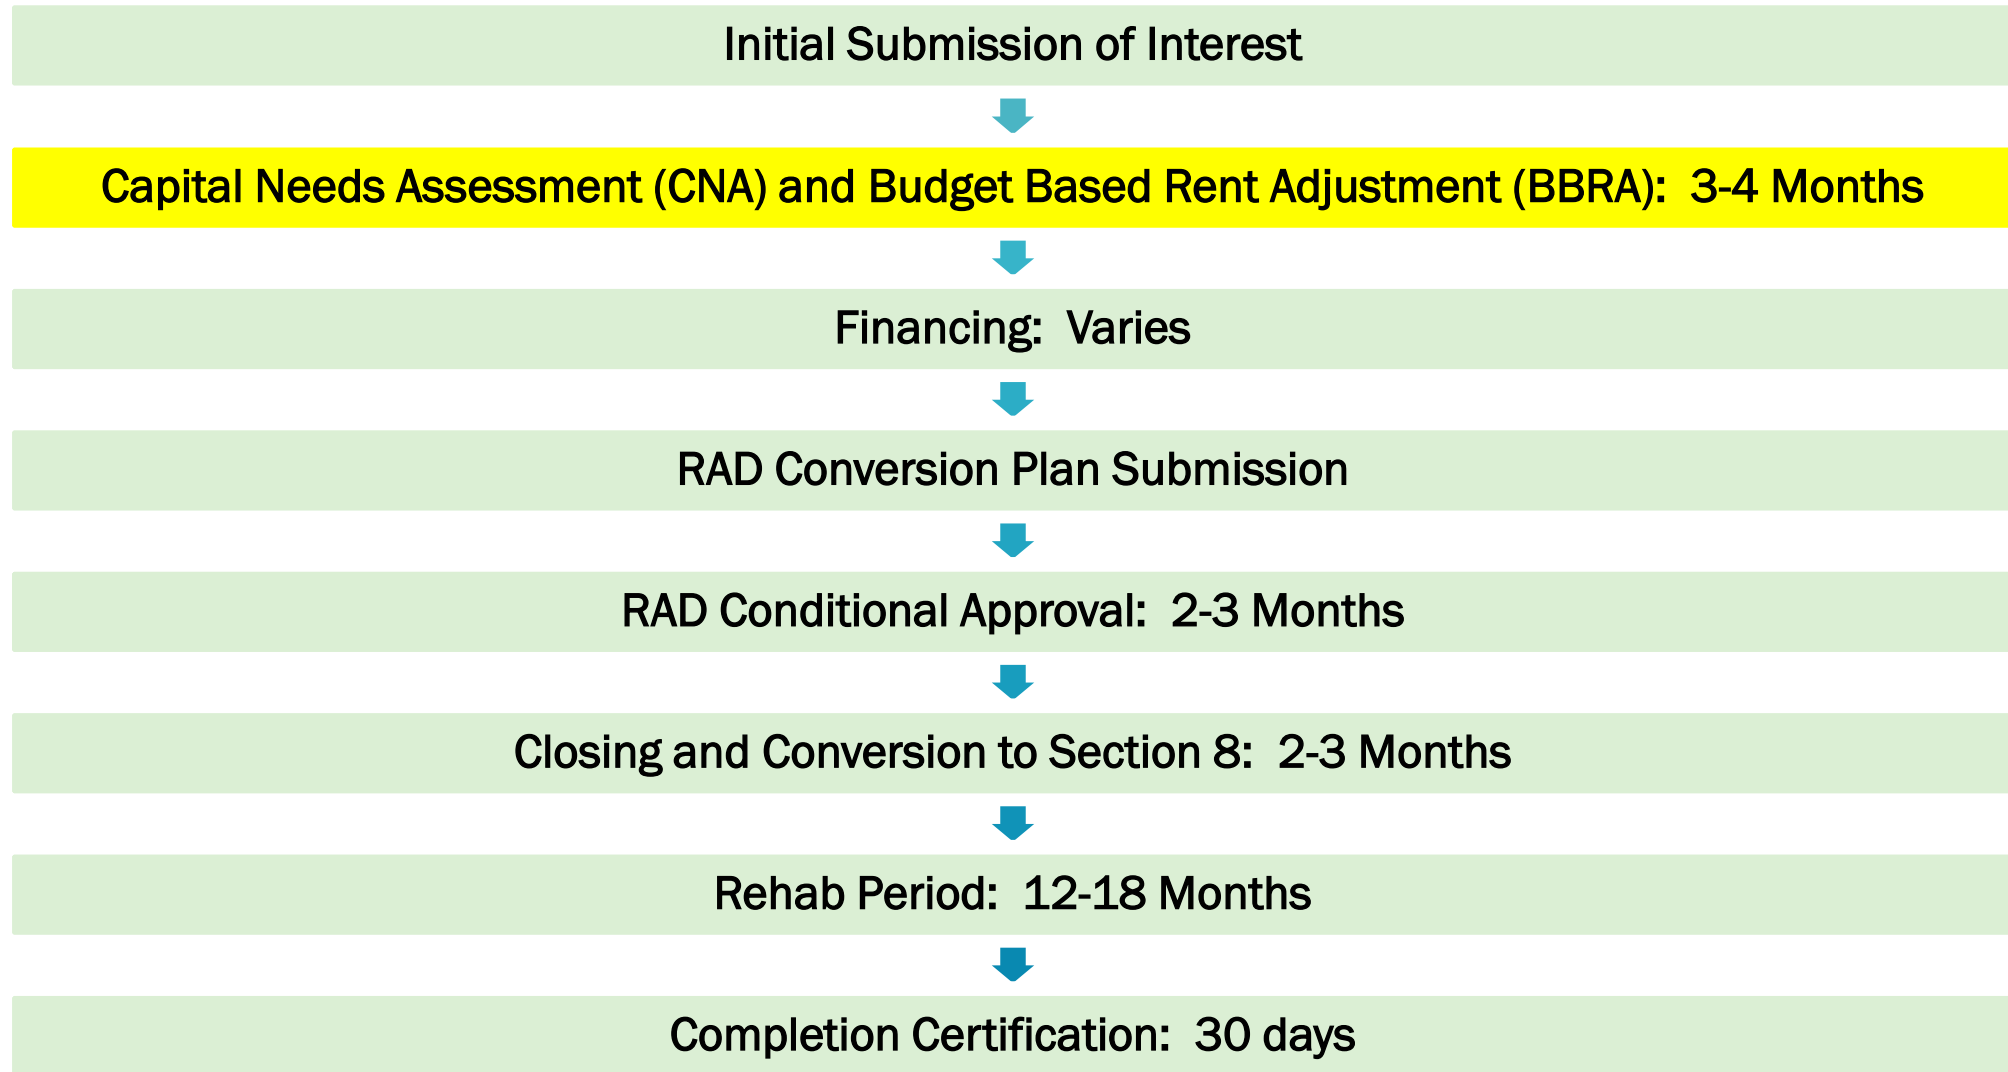 Initial Submission of Interest
Capital Needs Assessment (CNA) and Budget Based Rent Adjustment (BBRA):  3-4 Months
Financing:  Varies
RAD Conversion Plan Submission
RAD Conditional Approval:  2-3 Months
Closing and Conversion to Section 8:  2-3 Months
Rehab Period:  12-18 Months
Completion Certification:  30 days